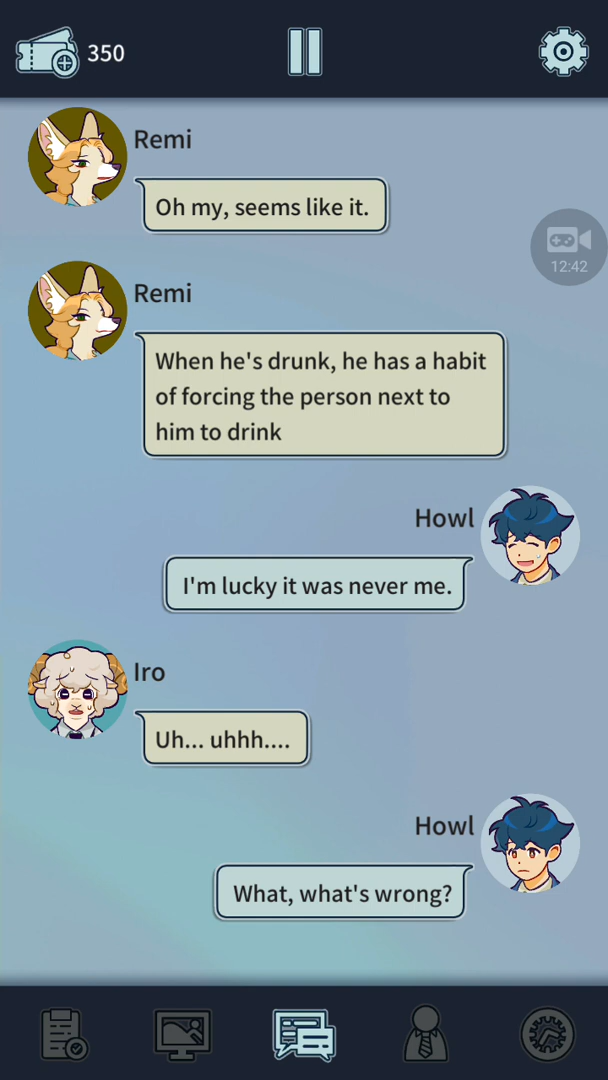 350
Remi
Oh my, seems like it.
12:42
Remi
When he's drunk, he has a habit
of forcing the person next to
him to drink
Howl
I'm lucky it was never me.
Iro
Uh... uhhh....
Howl
What, what's wrong?